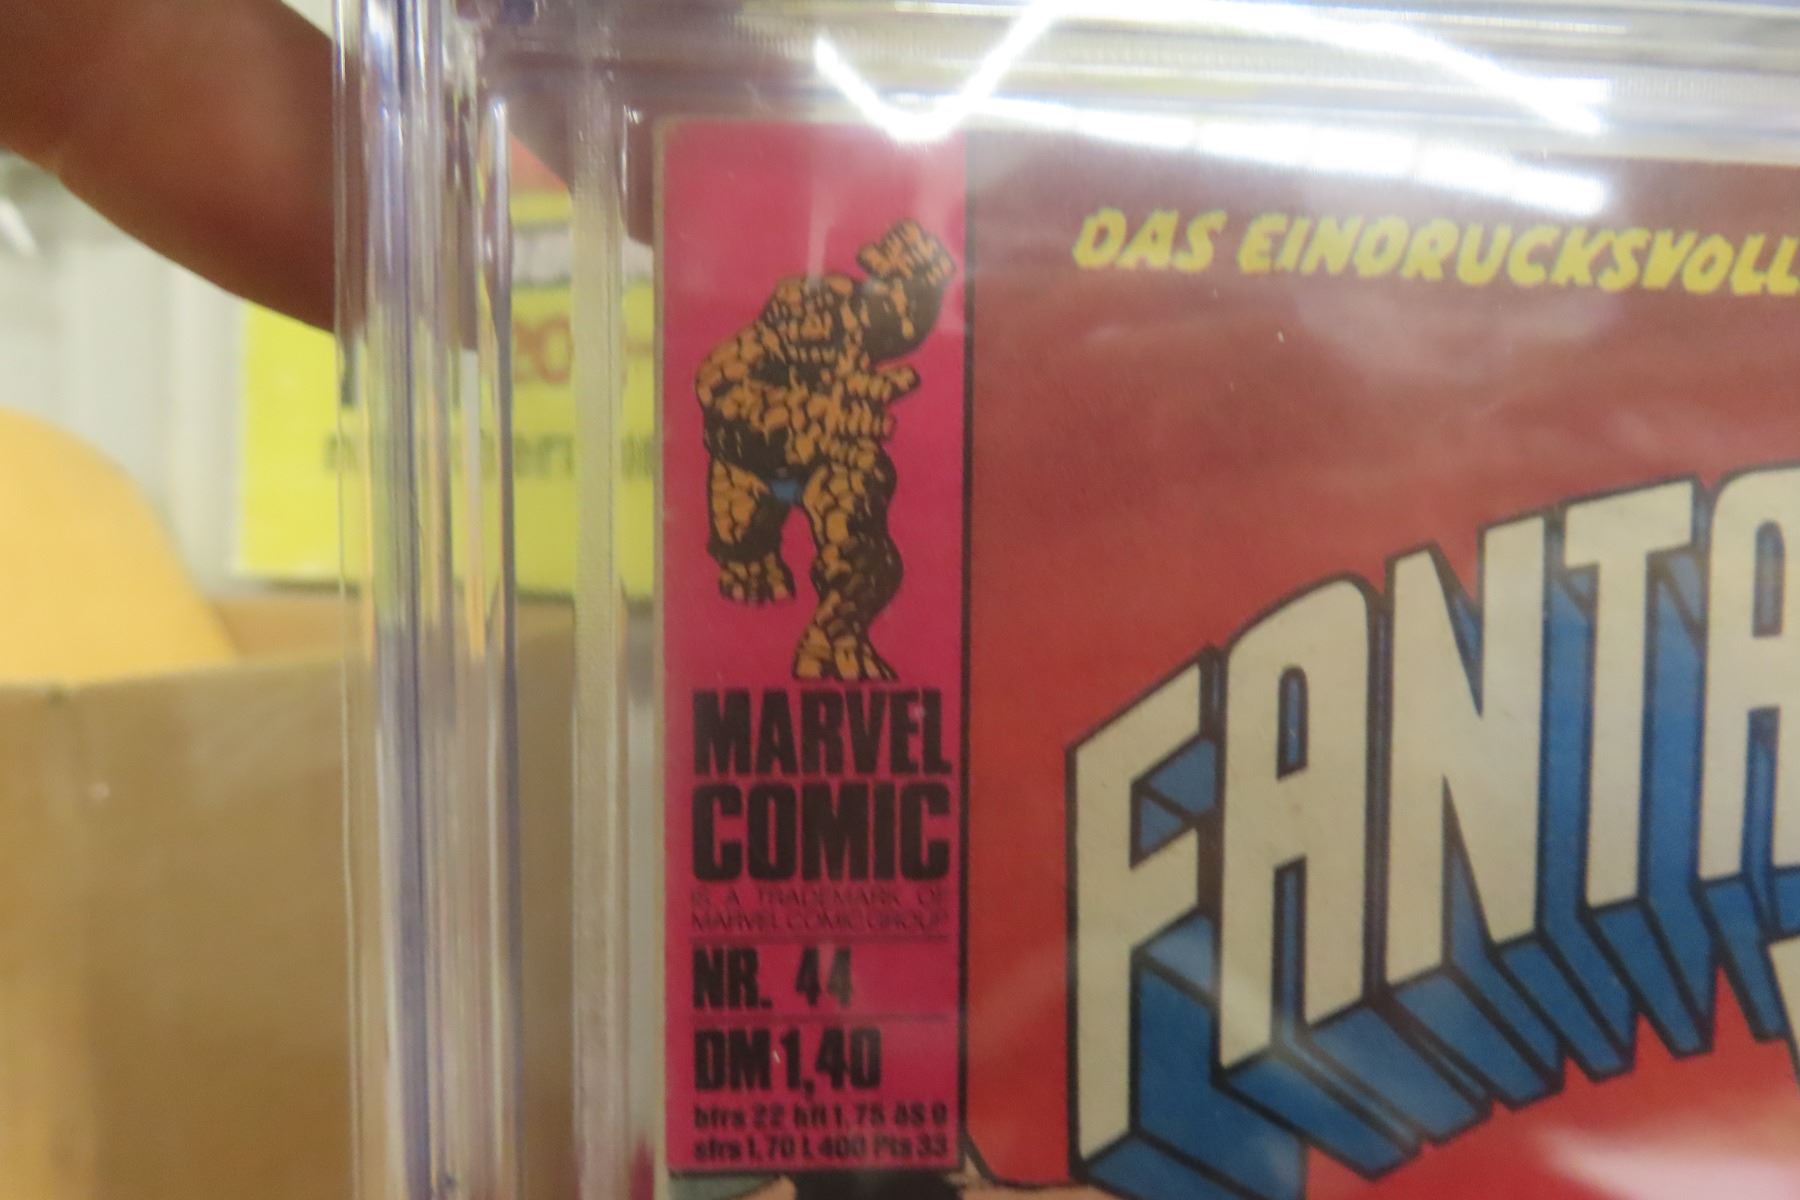 DAS EINDRUCKSVOLL
FANTA
MARVEL
COMIC
IS A TRADEMARK OF
MARVEL COMIC GROUP
NR. 44
DM 1,40
bfrs 22 hfl 1,75 öS 9
sfrs 1,70 L 400 Pts 33